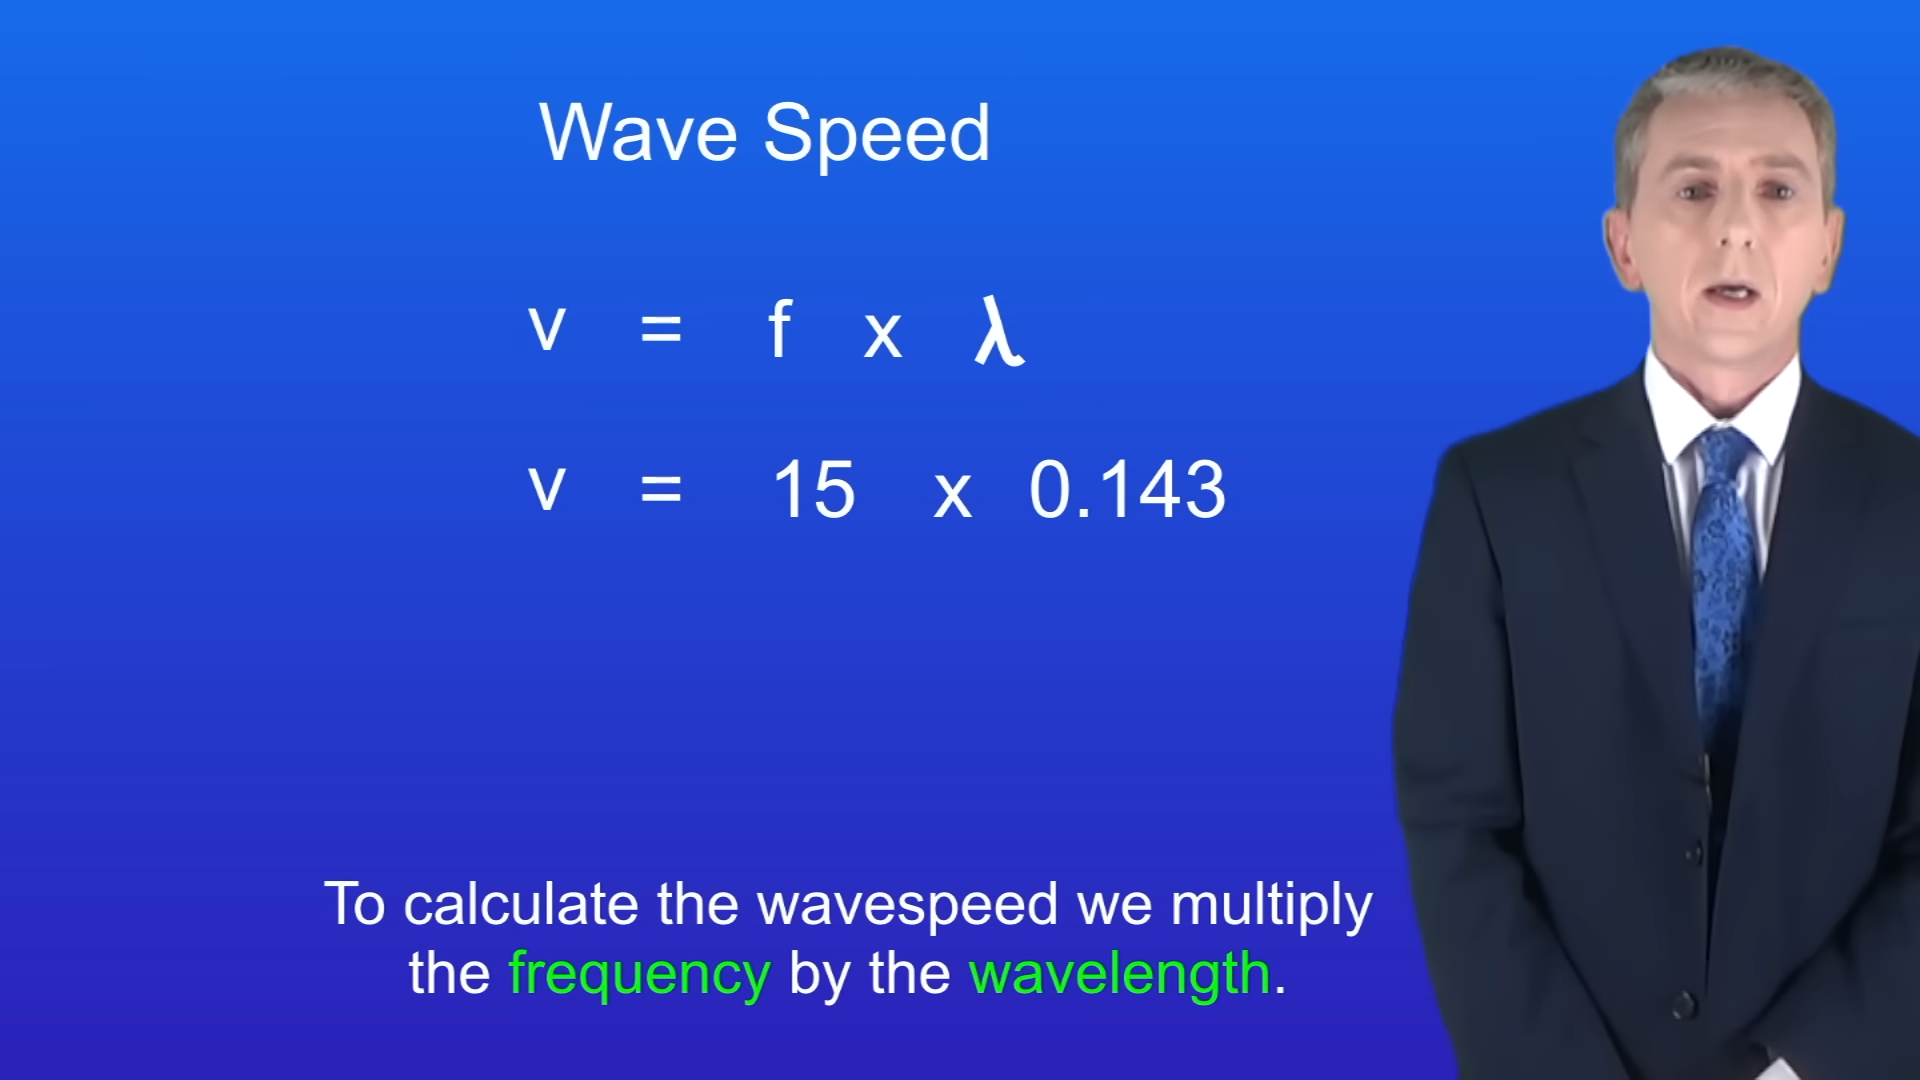 Wave Speed
v = f x λ
v = 15 x 0.143
To calculate the wavespeed we multiply
the frequency by the wavelength.